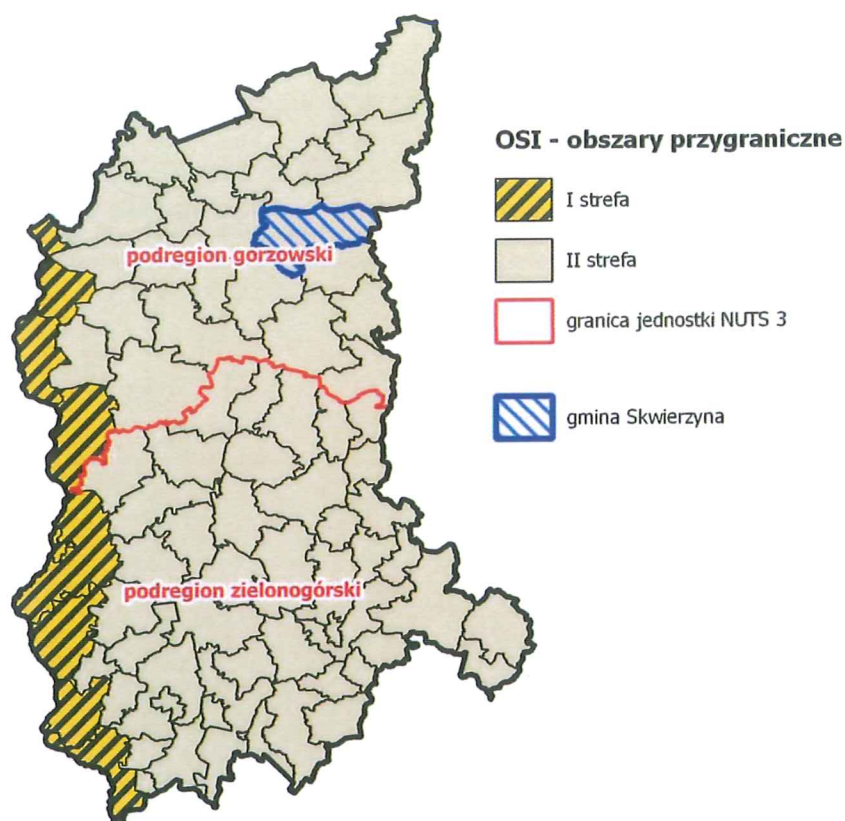 OSI - obszary przygraniczne
I strefa
II strefa
granica jednostki NUTS 3
gmina Skwierzyna
podregion gorzowski
podregion zielonogórski